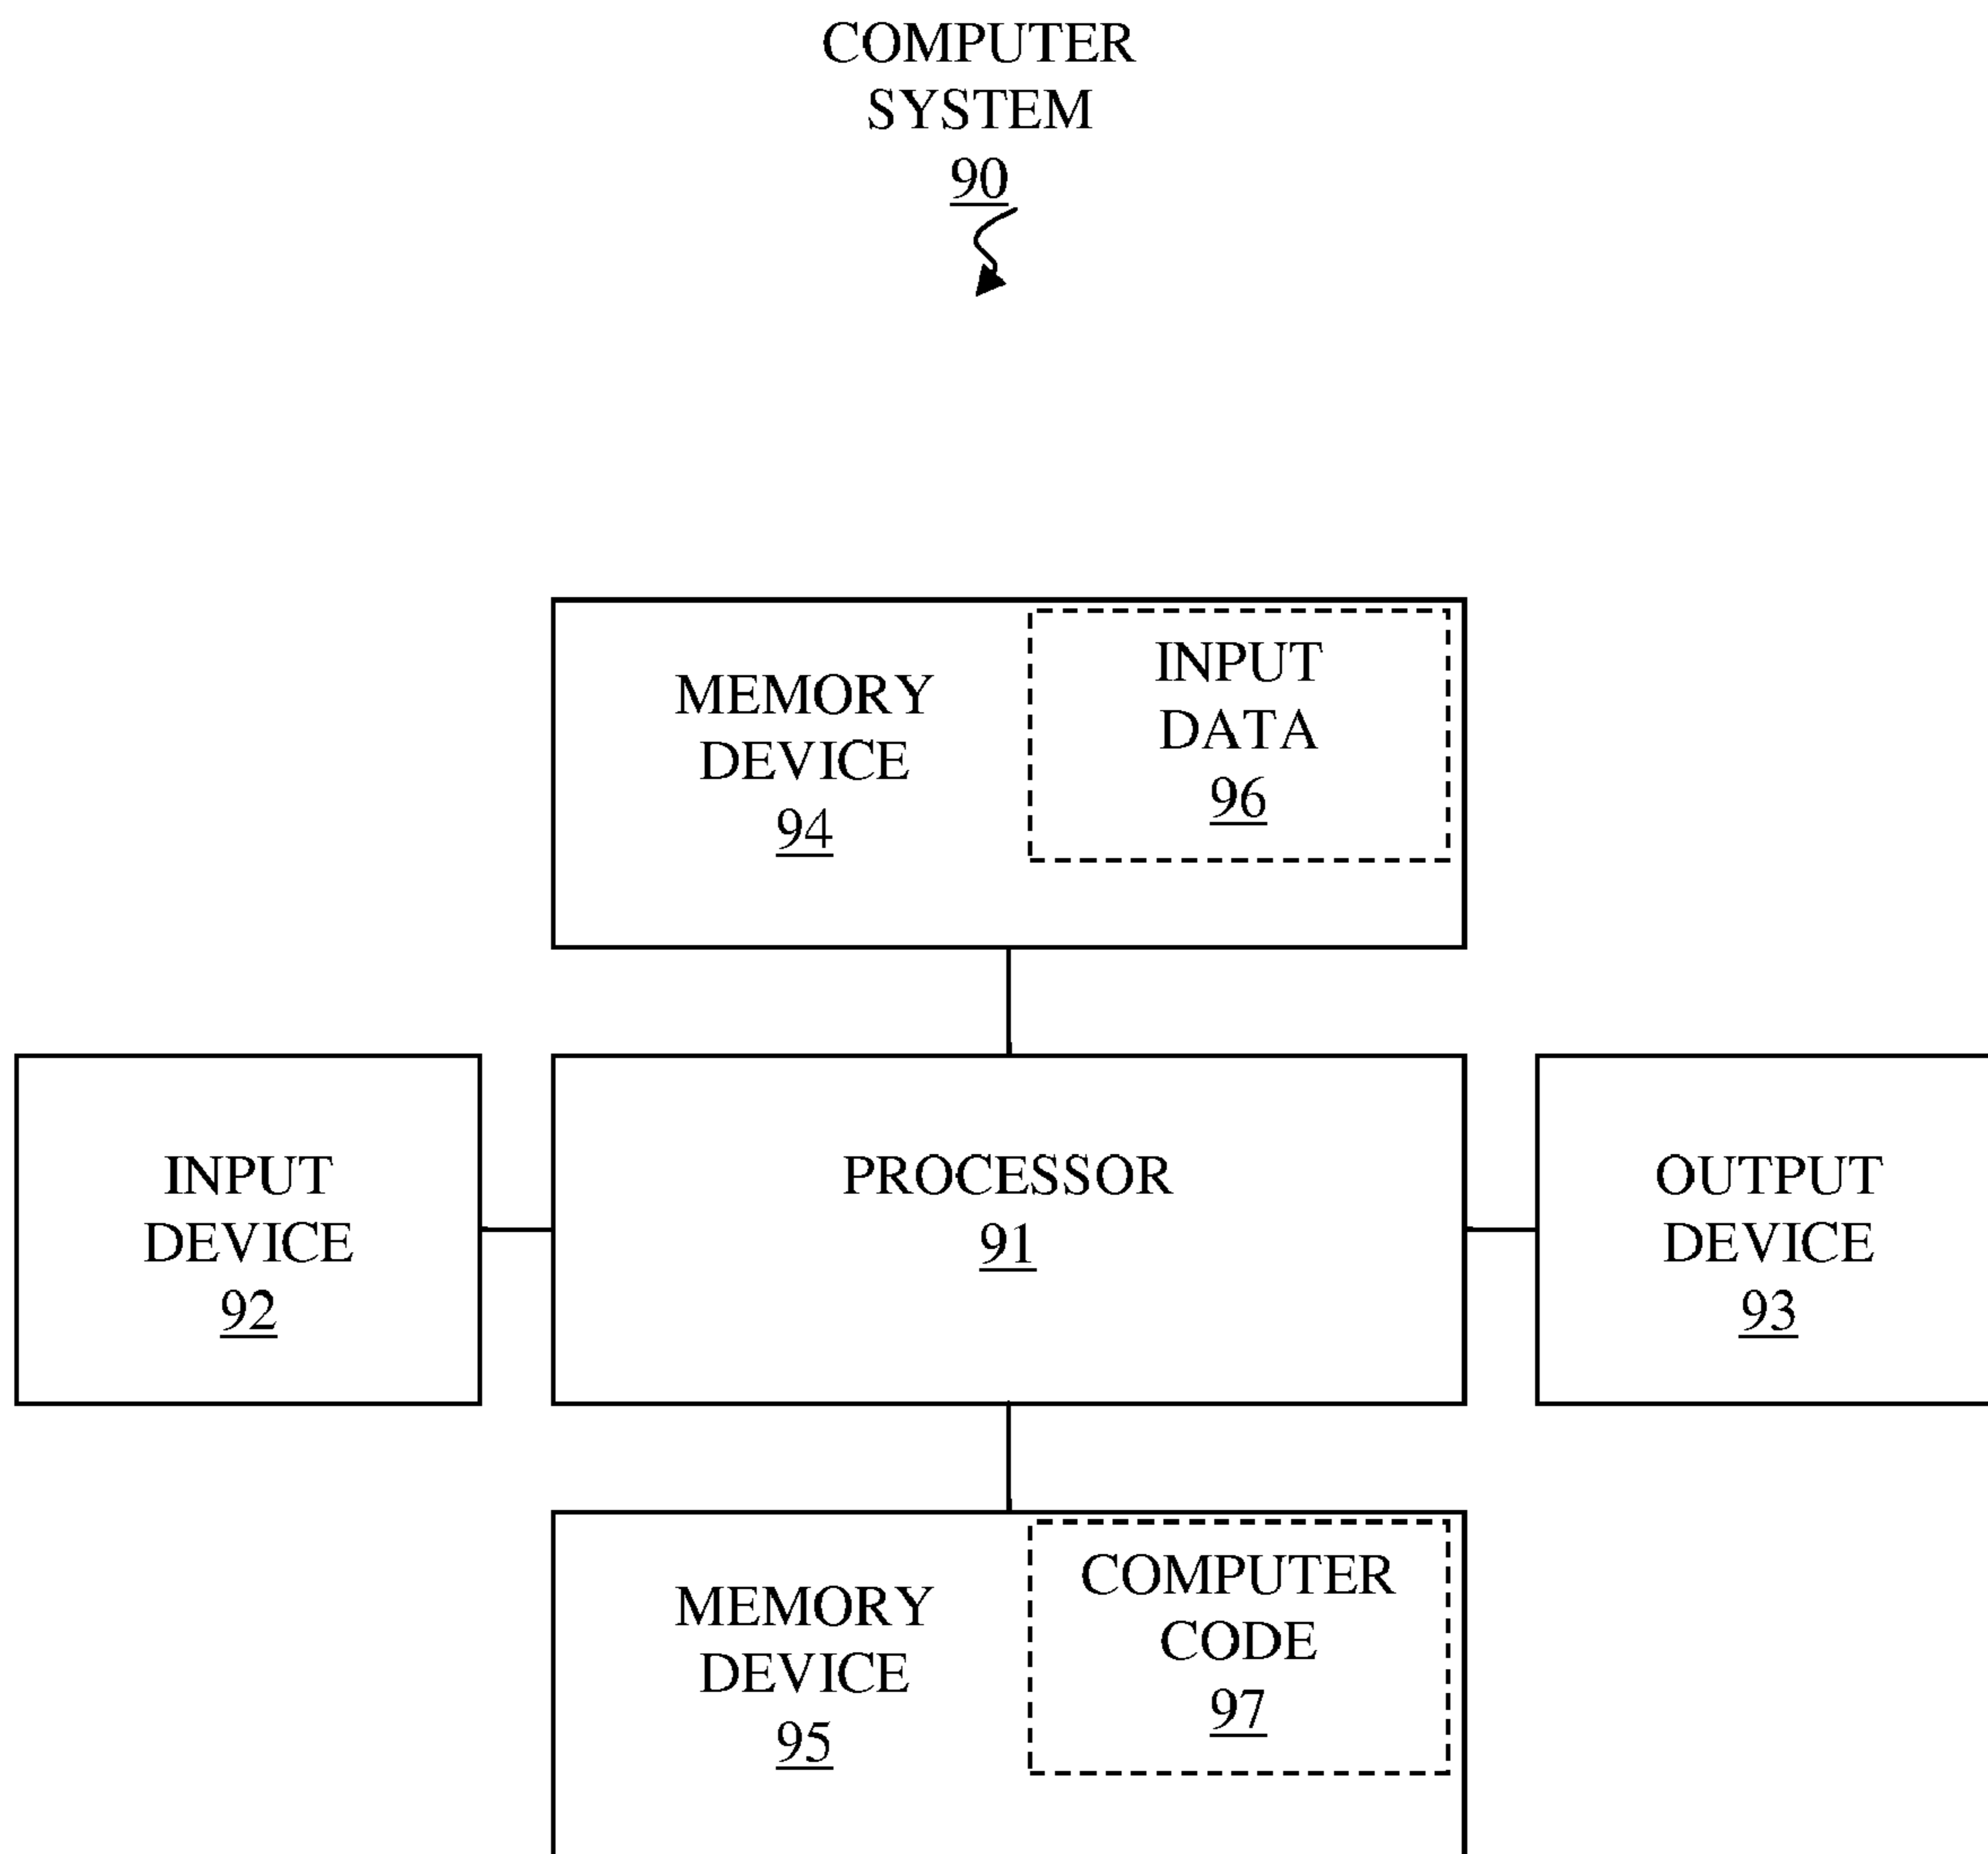 COMPUTER
SYSTEM
90
MEMORY
DEVICE
94
INPUT
DATA
96
INPUT
DEVICE
92
PROCESSOR
91
OUTPUT
DEVICE
93
MEMORY
DEVICE
95
COMPUTER
CODE
97